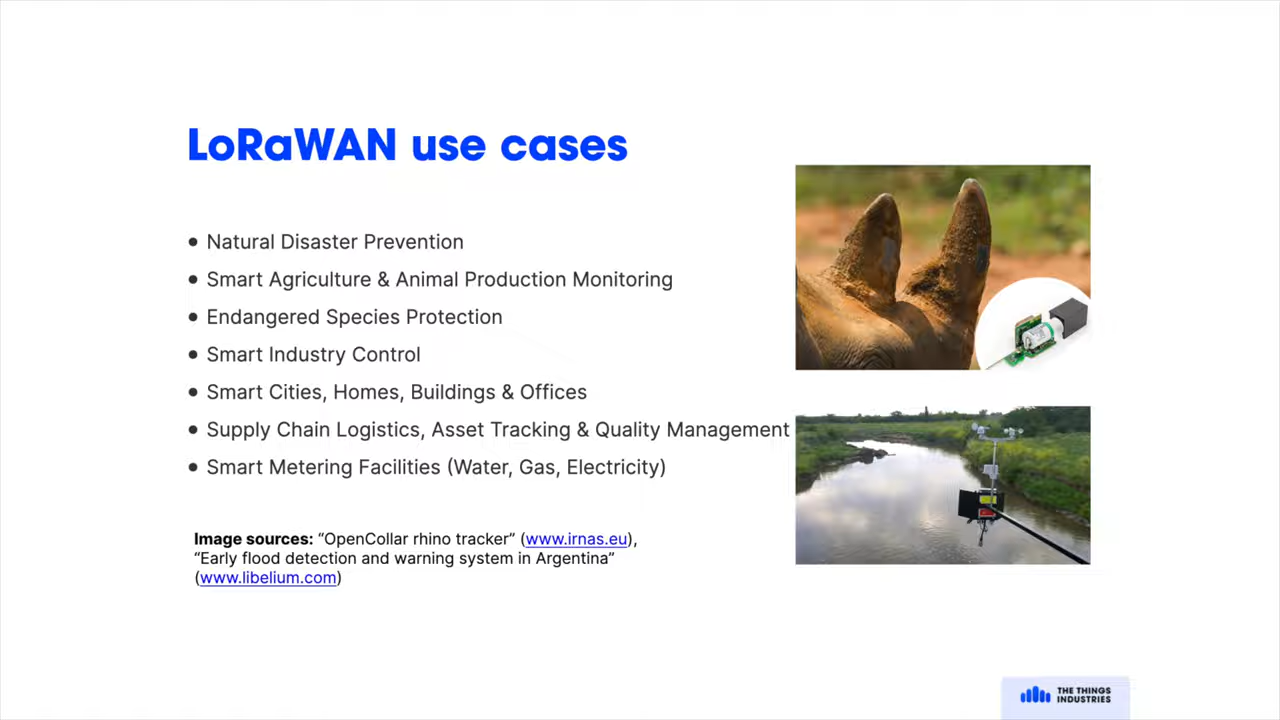 LoRaWAN use cases
• Natural Disaster Prevention
• Smart Agriculture & Animal Production Monitoring
• Endangered Species Protection
• Smart Industry Control
• Smart Cities, Homes, Buildings & Offices
• Supply Chain Logistics, Asset Tracking & Quality Management
• Smart Metering Facilities (Water, Gas, Electricity)
Image sources: “OpenCollar rhino tracker” (www.irnas.eu),
“Early flood detection and warning system in Argentina”
(www.libelium.com)
THE THINGS
INDUSTRIES